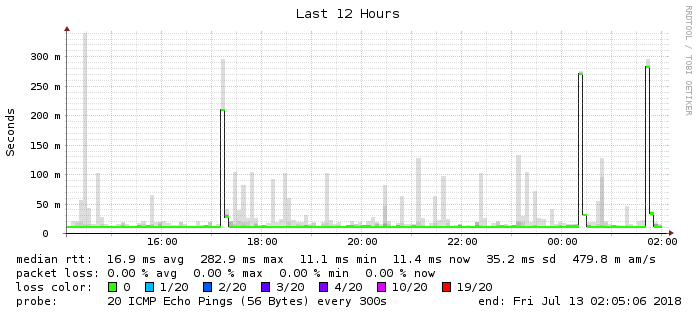 Last 12 Hours
RRDTOOL / TOBI OETIKER
Seconds
300 m
250 m
200 m
150 m
100 m
50 m
0
16:00 18:00 20:00 22:00 00:00 02:00
median rtt: 16.9 ms avg 282.9 ms max 11.1 ms min 11.4 ms now 35.2 ms sd 479.8 m am/s
packet loss: 0.00 % avg 0.00 % max 0.00 % min 0.00 % now
loss color: 0 1/20 2/20 3/20 4/20 10/20 19/20
probe: 20 ICMP Echo Pings (56 Bytes) every 300s end: Fri Jul 13 02:05:06 2018